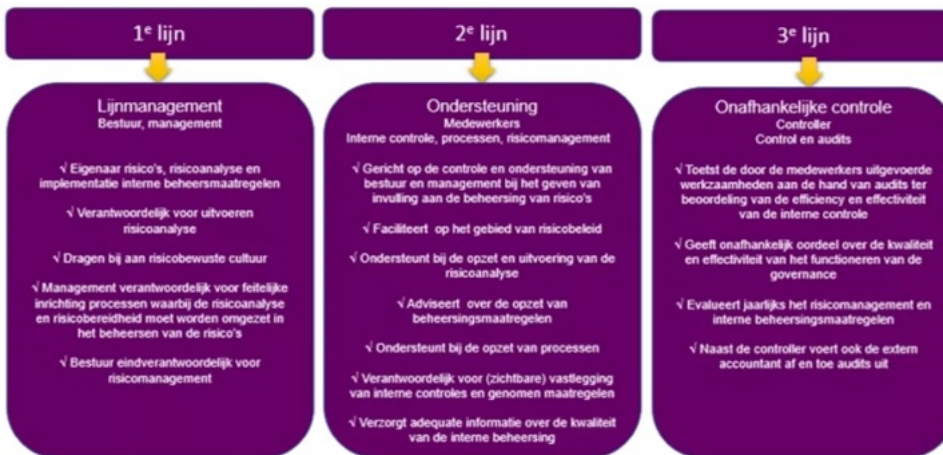 1e lijn
Lijnmanagement
Bestuur, management
√ Eigenaar risico's, risicoanalyse en
implementatie interne beheersmaatregelen
√ Verantwoordelijk voor uitvoeren
risicoanalyse
√ Dragen bij aan risicobewuste cultuur
√ Management verantwoordelijk voor feitelijke
inrichting processen waarbij de risicoanalyse
en risicobereidheid moet worden omgezet in
het beheersen van de risico's
√ Bestuur eindverantwoordelijk voor
risicomanagement
2e lijn
Ondersteuning
Medewerkers
Interne controle, processen, risicomanagement
√ Gericht op de controle en ondersteuning van
bestuur en management bij het geven van
invulling aan de beheersing van risico's
√ Faciliteert op het gebied van risicobeleid
√ Ondersteunt bij de opzet en uitvoering van de
risicoanalyse
√ Adviseert over de opzet van
beheersingsmaatregelen
√ Ondersteunt bij de opzet van processen
√ Verantwoordelijk voor (zichtbare) vastlegging
van interne controles en genomen maatregelen
√ Verzorgt adequate informatie over de kwaliteit
van de interne beheersing
3e lijn
Onafhankelijke controle
Controller
Control en audits
√ Toetst de door de medewerkers uitgevoerde
werkzaamheden aan de hand van audits ter
beoordeling van de efficiency en effectiviteit
van de interne controle
√ Geeft onafhankelijk oordeel over de kwaliteit
en effectiviteit van het functioneren van de
governance
√ Evalueert jaarlijks het risicomanagement en
interne beheersingsmaatregelen
√ Naast de controller voert ook de extern
accountant af en toe audits uit